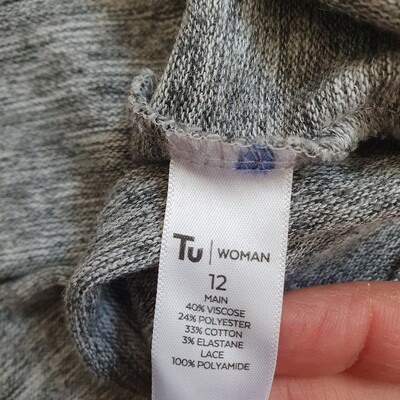 Tu | WOMAN
12
MAIN
40% VISCOSE
24% POLYESTER
33% COTTON
3% ELASTANE
LACE
100% POLYAMIDE